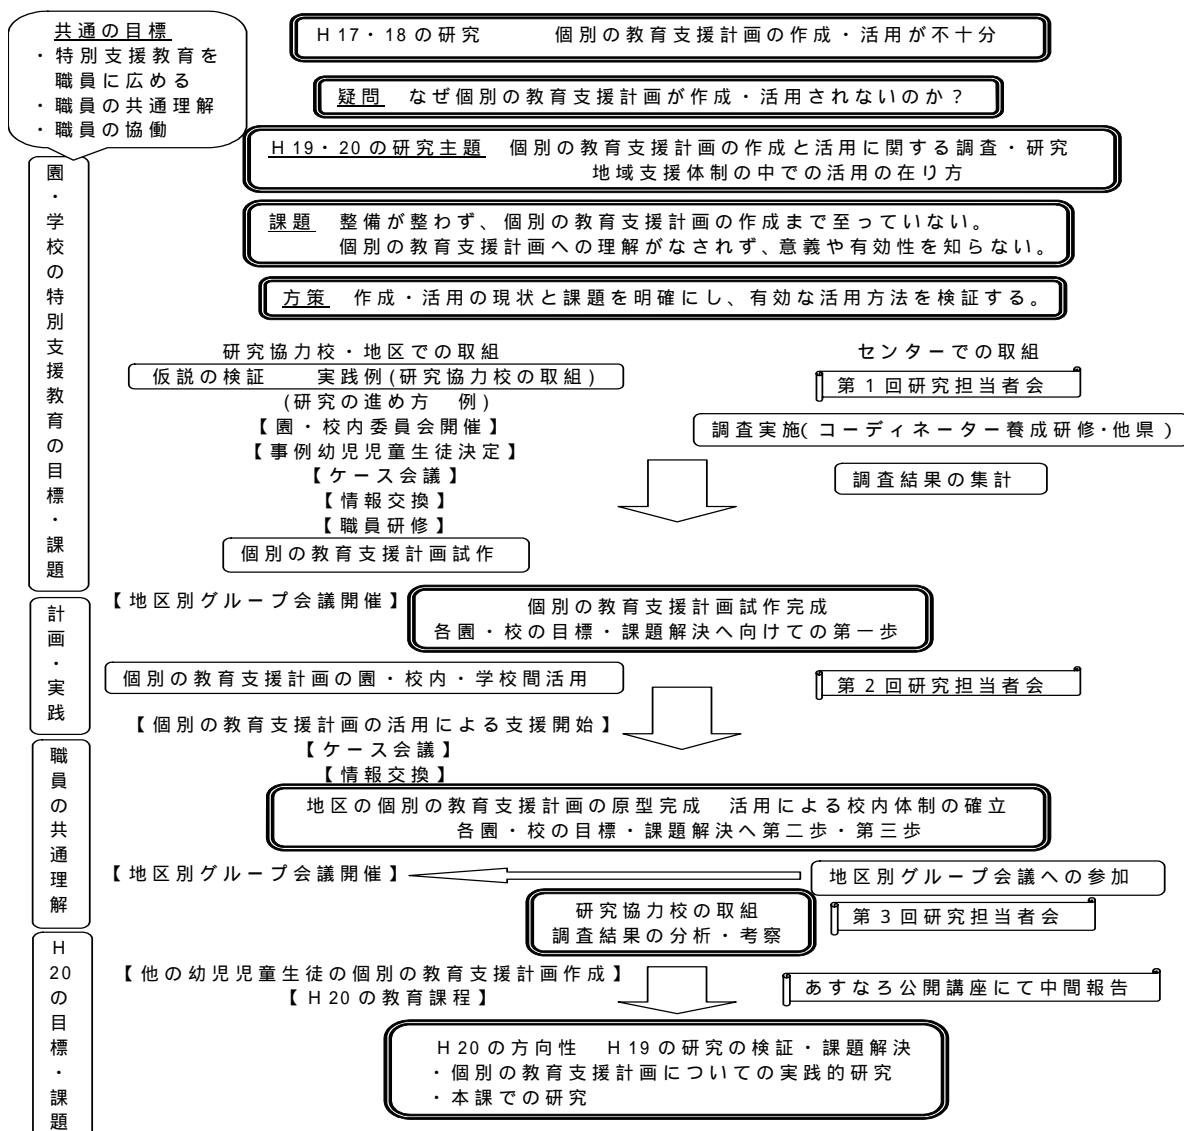 共通の目標
・特別支援教育を
職員に広める
・職員の共通理解
・職員の協働
H17・18の研究　個別の教育支援計画の作成・活用が不十分
疑問　なぜ個別の教育支援計画が作成・活用されないのか？
H19・20の研究主題　個別の教育支援計画の作成と活用に関する調査・研究
地域支援体制の中での活用の在り方
課題　整備が整わず、個別の教育支援計画の作成まで至っていない。
個別の教育支援計画への理解がなされず、意義や有効性を知らない。
方策　作成・活用の現状と課題を明確にし、有効な活用方法を検証する。
園・学校の特別支援教育の目標・課題
研究協力校・地区での取組
仮説の検証　実践例(研究協力校の取組)
(研究の進め方　例)
【園・校内委員会開催】
【事例幼児児童生徒決定】
【ケース会議】
【情報交換】
【職員研修】
個別の教育支援計画試作
センターでの取組
第1回研究担当者会
調査実施(コーディネーター養成研修・他県)
調査結果の集計
計画・実践
【地区別グループ会議開催】
個別の教育支援計画試作完成
各園・校の目標・課題解決へ向けての第一歩
個別の教育支援計画の園・校内・学校間活用
第2回研究担当者会
【個別の教育支援計画の活用による支援開始】
【ケース会議】
【情報交換】
職員の共通理解
地区の個別の教育支援計画の原型完成　活用による校内体制の確立
各園・校の目標・課題解決へ第二歩・第三歩
【地区別グループ会議開催】
地区別グループ会議への参加
研究協力校の取組
調査結果の分析・考察
第3回研究担当者会
H20の目標・課題
【他の幼児児童生徒の個別の教育支援計画作成】
【H20の教育課程】
あすなろ公開講座にて中間報告
H20の方向性　H19の研究の検証・課題解決
・個別の教育支援計画についての実践的研究
・本課での研究